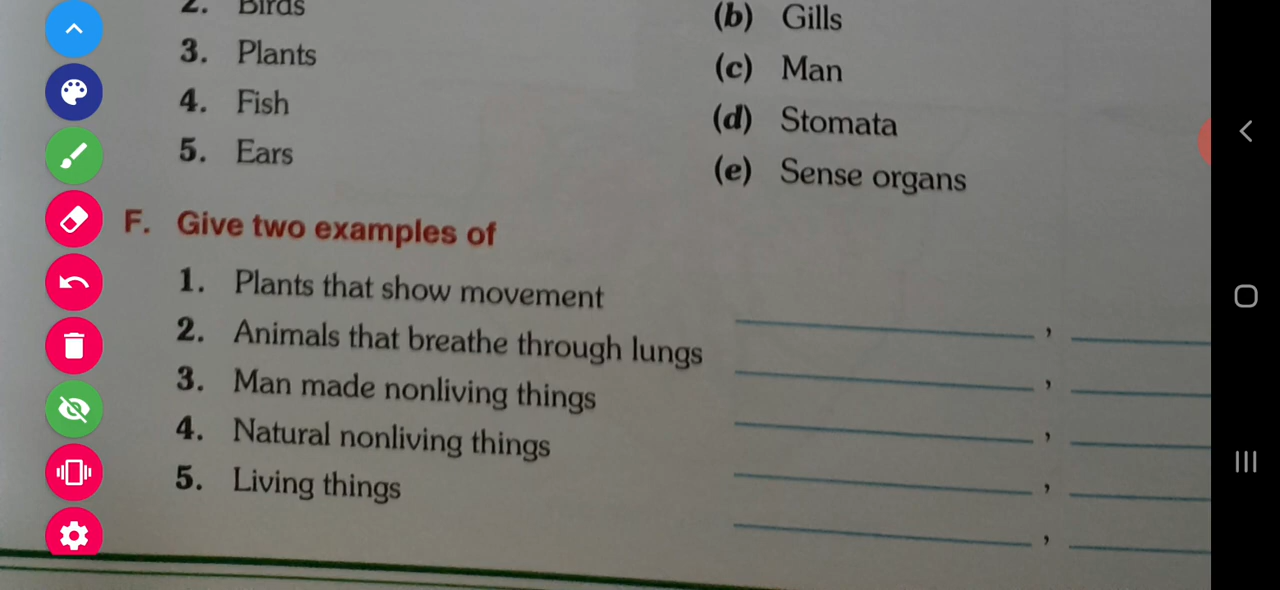 2. Birds
(b) Gills
3. Plants
(c) Man
4. Fish
(d) Stomata
5. Ears
(e) Sense organs
F. Give two examples of
1. Plants that show movement ,
2. Animals that breathe through lungs ,
3. Man made nonliving things ,
4. Natural nonliving things ,
5. Living things ,